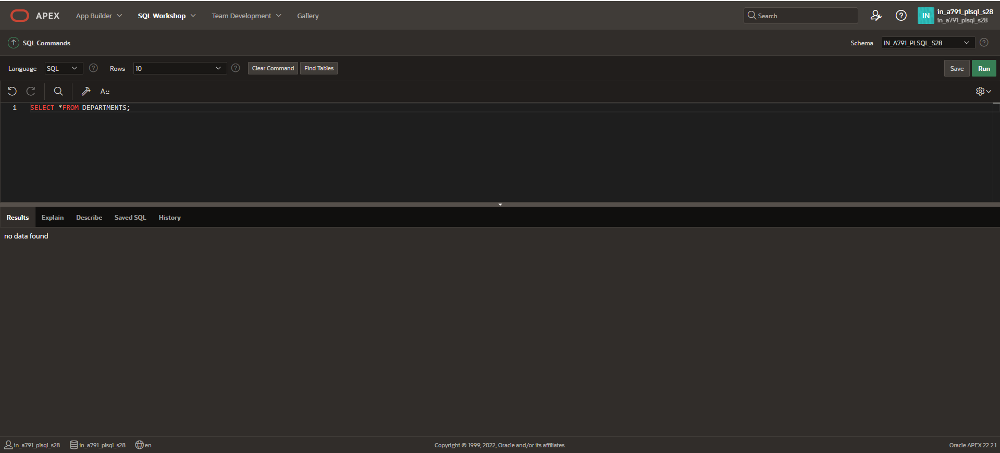 APEX App Builder SQL Workshop Team Development Gallery Search IN in_a791_plsql_s28
in_a791_plsql_s28
SQL Commands Schema IN_A791_PLSQL_S28
Language SQL Rows 10 Clear Command Find Tables Save Run
A::
1 SELECT *FROM DEPARTMENTS;
Results Explain Describe Saved SQL History
no data found
in_a791_plsql_s28 in_a791_plsql_s28 en Copyright © 1999, 2022, Oracle and/or its affiliates. Oracle APEX 22.2.1